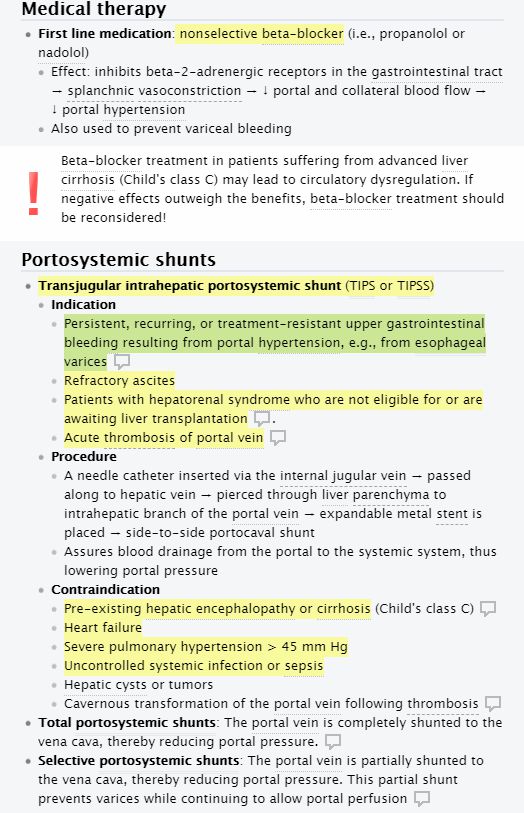 Medical therapy
First line medication: nonselective beta-blocker (i.e., propanolol or
nadolol)
Effect: inhibits beta-2-adrenergic receptors in the gastrointestinal tract
→ splanchnic vasoconstriction → ↓ portal and collateral blood flow →
↓ portal hypertension
Also used to prevent variceal bleeding
Beta-blocker treatment in patients suffering from advanced liver
cirrhosis (Child's class C) may lead to circulatory dysregulation. If
negative effects outweigh the benefits, beta-blocker treatment should
be reconsidered!
Portosystemic shunts
Transjugular intrahepatic portosystemic shunt (TIPS or TIPSS)
Indication
Persistent, recurring, or treatment-resistant upper gastrointestinal
bleeding resulting from portal hypertension, e.g., from esophageal
varices
Refractory ascites
Patients with hepatorenal syndrome who are not eligible for or are
awaiting liver transplantation .
Acute thrombosis of portal vein
Procedure
A needle catheter inserted via the internal jugular vein → passed
along to hepatic vein → pierced through liver parenchyma to
intrahepatic branch of the portal vein → expandable metal stent is
placed → side-to-side portocaval shunt
Assures blood drainage from the portal to the systemic system, thus
lowering portal pressure
Contraindication
Pre-existing hepatic encephalopathy or cirrhosis (Child's class C)
Heart failure
Severe pulmonary hypertension > 45 mm Hg
Uncontrolled systemic infection or sepsis
Hepatic cysts or tumors
Cavernous transformation of the portal vein following thrombosis
Total portosystemic shunts: The portal vein is completely shunted to the
vena cava, thereby reducing portal pressure.
Selective portosystemic shunts: The portal vein is partially shunted to
the vena cava, thereby reducing portal pressure. This partial shunt
prevents varices while continuing to allow portal perfusion